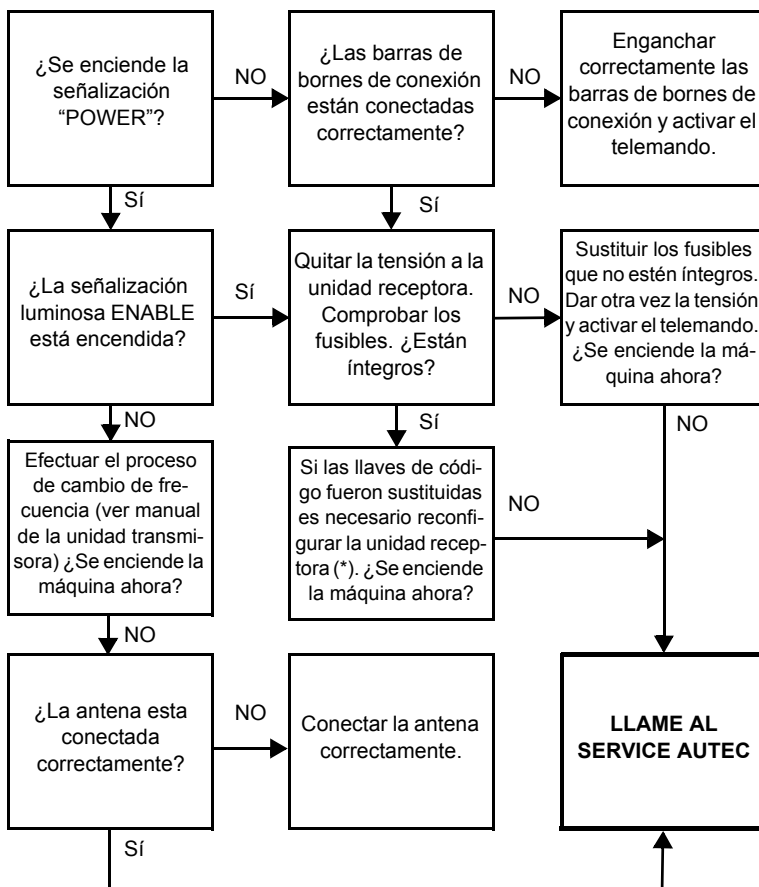 ¿Se enciende la
señalización
“POWER”?
NO
¿Las barras de
bornes de conexión
están conectadas
correctamente?
NO
Enganchar
correctamente las
barras de bornes de
conexión y activar el
telemando.
Sí
Sí
¿La señalización
luminosa ENABLE
está encendida?
Sí
Quitar la tensión a la
unidad receptora.
Comprobar los
fusibles. ¿Están
íntegros?
NO
Sustituir los fusibles
que no estén íntegros.
Dar otra vez la tensión
y activar el telemando.
¿Se enciende la má-
quina ahora?
NO
Sí
NO
Efectuar el proceso
de cambio de fre-
cuencia (ver manual
de la unidad transmi-
sora) ¿Se enciende la
máquina ahora?
Si las llaves de códi-
go fueron sustituidas
es necesario reconfi-
gurar la unidad recep-
tora (*). ¿Se enciende
la máquina ahora?
NO
NO
¿La antena esta
conectada
correctamente?
NO
Conectar la antena
correctamente.
LLAME AL
SERVICE AUTEC
Sí